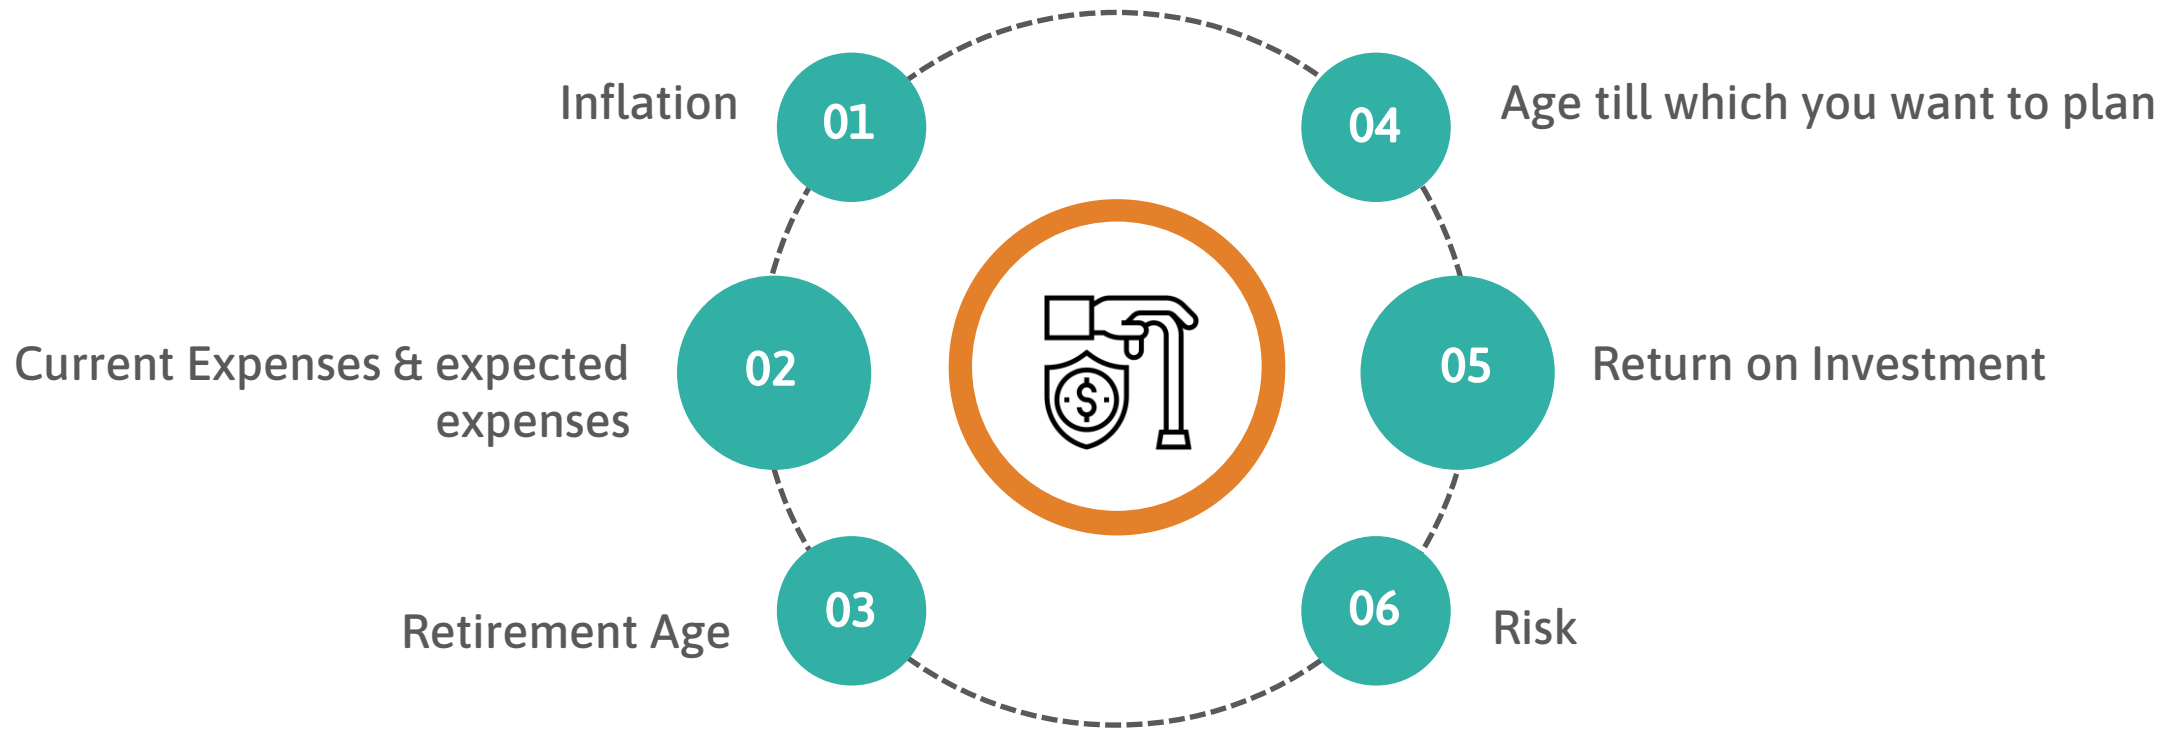 01
Inflation
02
Current Expenses & expected
expenses
03
Retirement Age
04
Age till which you want to plan
05
Return on Investment
06
Risk
$